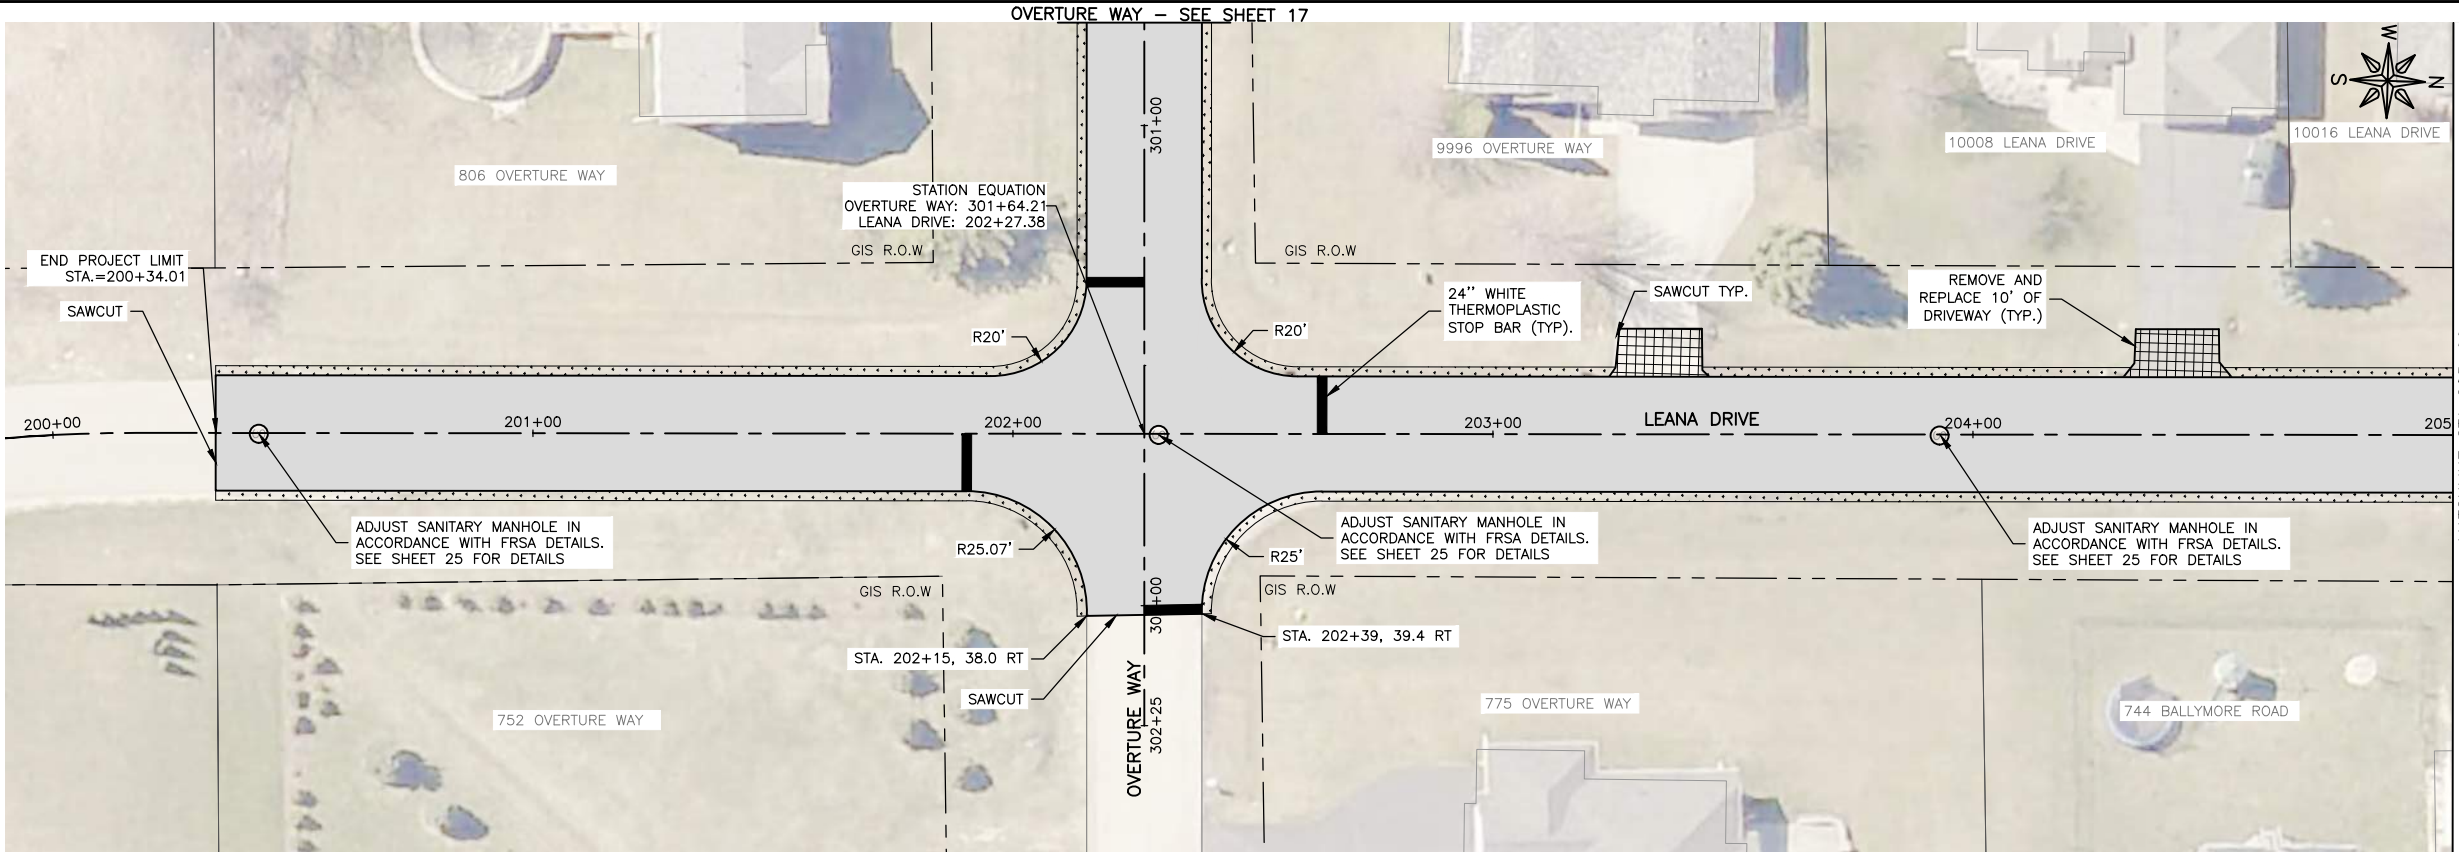 OVERTURE WAY – SEE SHEET 17
W
S
N
301+00
9996 OVERTURE WAY
10008 LEANA DRIVE
10016 LEANA DRIVE
806 OVERTURE WAY
STATION EQUATION
OVERTURE WAY: 301+64.21
LEANA DRIVE: 202+27.38
GIS R.O.W
GIS R.O.W
END PROJECT LIMIT
STA.=200+34.01
SAWCUT
24'' WHITE
THERMOPLASTIC
STOP BAR (TYP).
SAWCUT TYP.
REMOVE AND
REPLACE 10' OF
DRIVEWAY (TYP.)
R20'
R20'
200+00
201+00
202+00
203+00
LEANA DRIVE
204+00
205
ADJUST SANITARY MANHOLE IN
ACCORDANCE WITH FRSA DETAILS.
SEE SHEET 25 FOR DETAILS
R25.07'
R25'
ADJUST SANITARY MANHOLE IN
ACCORDANCE WITH FRSA DETAILS.
SEE SHEET 25 FOR DETAILS
ADJUST SANITARY MANHOLE IN
ACCORDANCE WITH FRSA DETAILS.
SEE SHEET 25 FOR DETAILS
GIS R.O.W
GIS R.O.W
STA. 202+15, 38.0 RT
STA. 202+39, 39.4 RT
SAWCUT
OVERTURE WAY
302+25
752 OVERTURE WAY
775 OVERTURE WAY
744 BALLYMORE ROAD